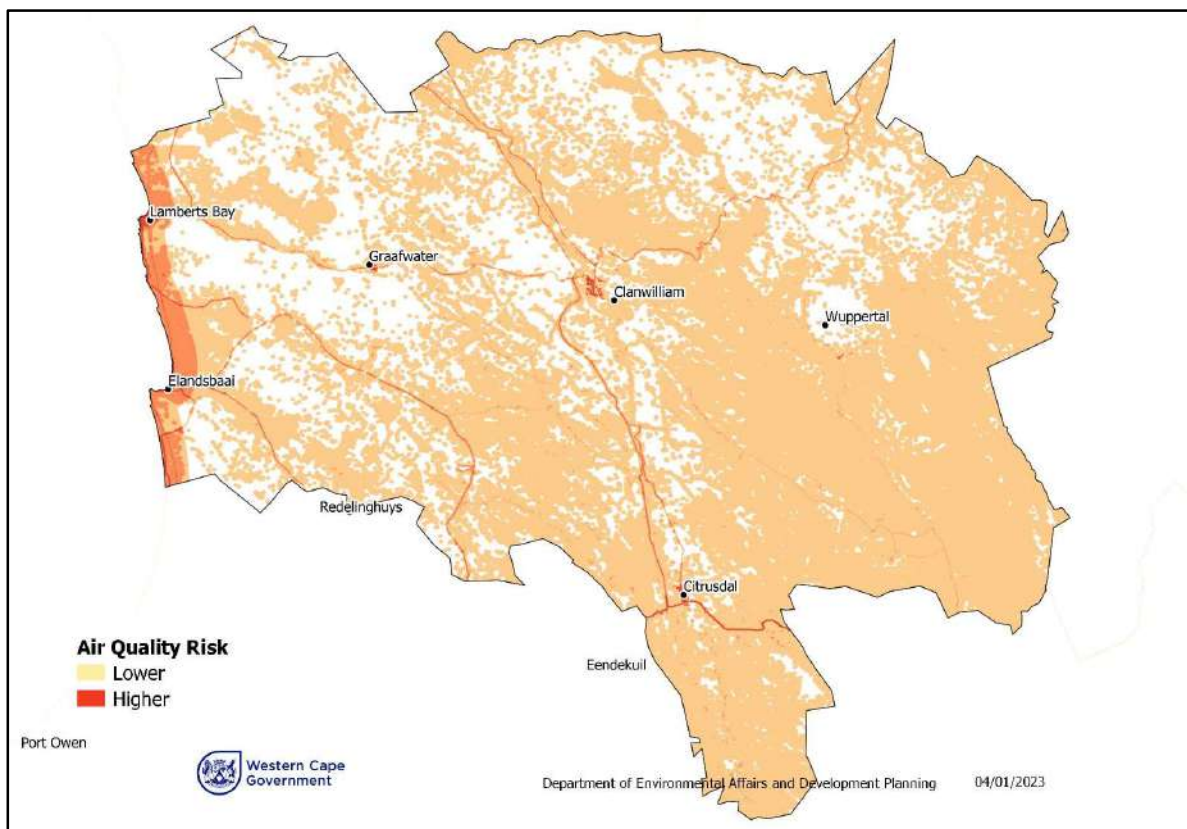 Lamberts Bay
Graafwater
Clanwilliam
Wuppertal
Elandsbaai
Redelinghuys
Citrusdal
Eendekuil
Air Quality Risk
Lower
Higher
Port Owen
Western Cape
Government
Department of Environmental Affairs and Development Planning 04/01/2023